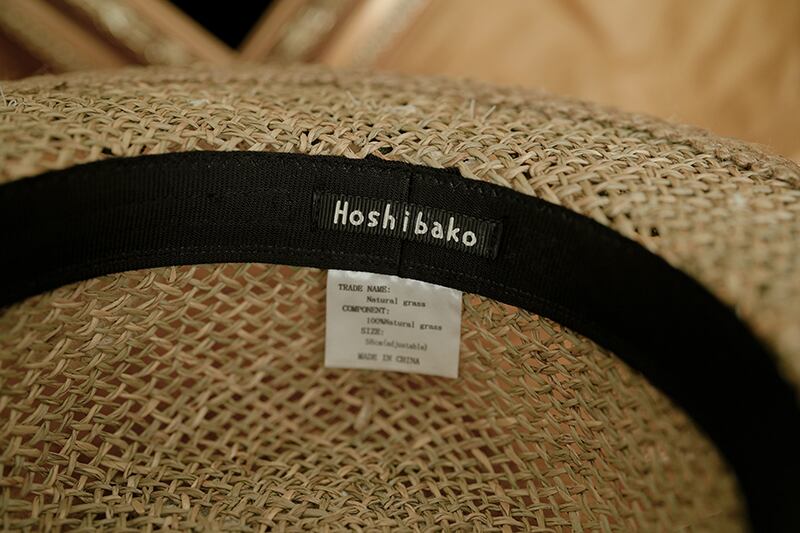 Hoshibako
TRADE NAME:
Natural grass
COMPONENT:
100%Natural grass
SIZE:
58cm(adjustable)
MADE IN CHINA